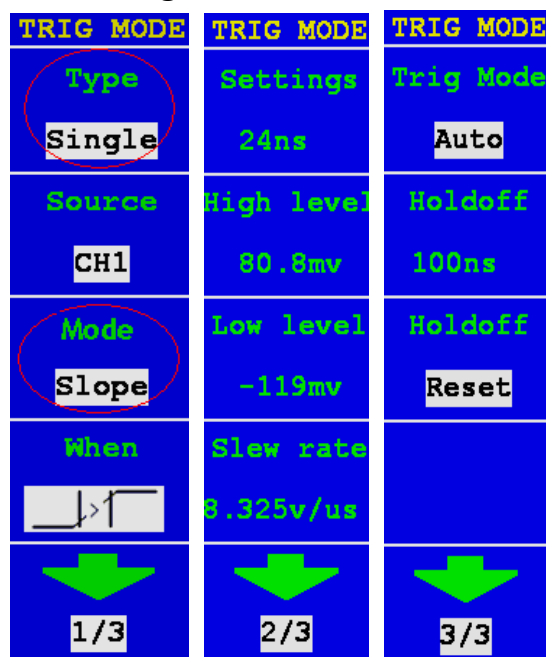 TRIG MODE
Type
Single
Source
CH1
Mode
Slope
When
>
1/3
TRIG MODE
Settings
24ns
High level
80.8mv
Low level
-119mv
Slew rate
8.325v/us
2/3
TRIG MODE
Trig Mode
Auto
Holdoff
100ns
Holdoff
Reset
3/3